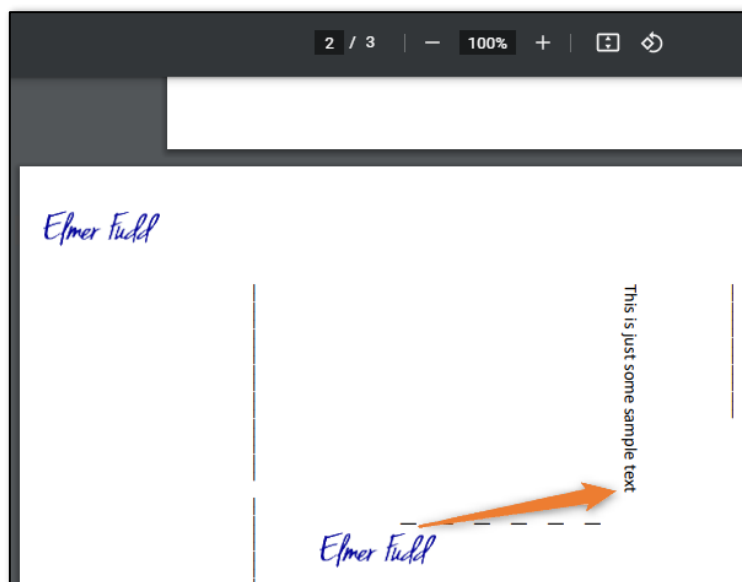 2 / 3 — 100% +
Elmer Fudd
This is just some sample text
Elmer Fudd